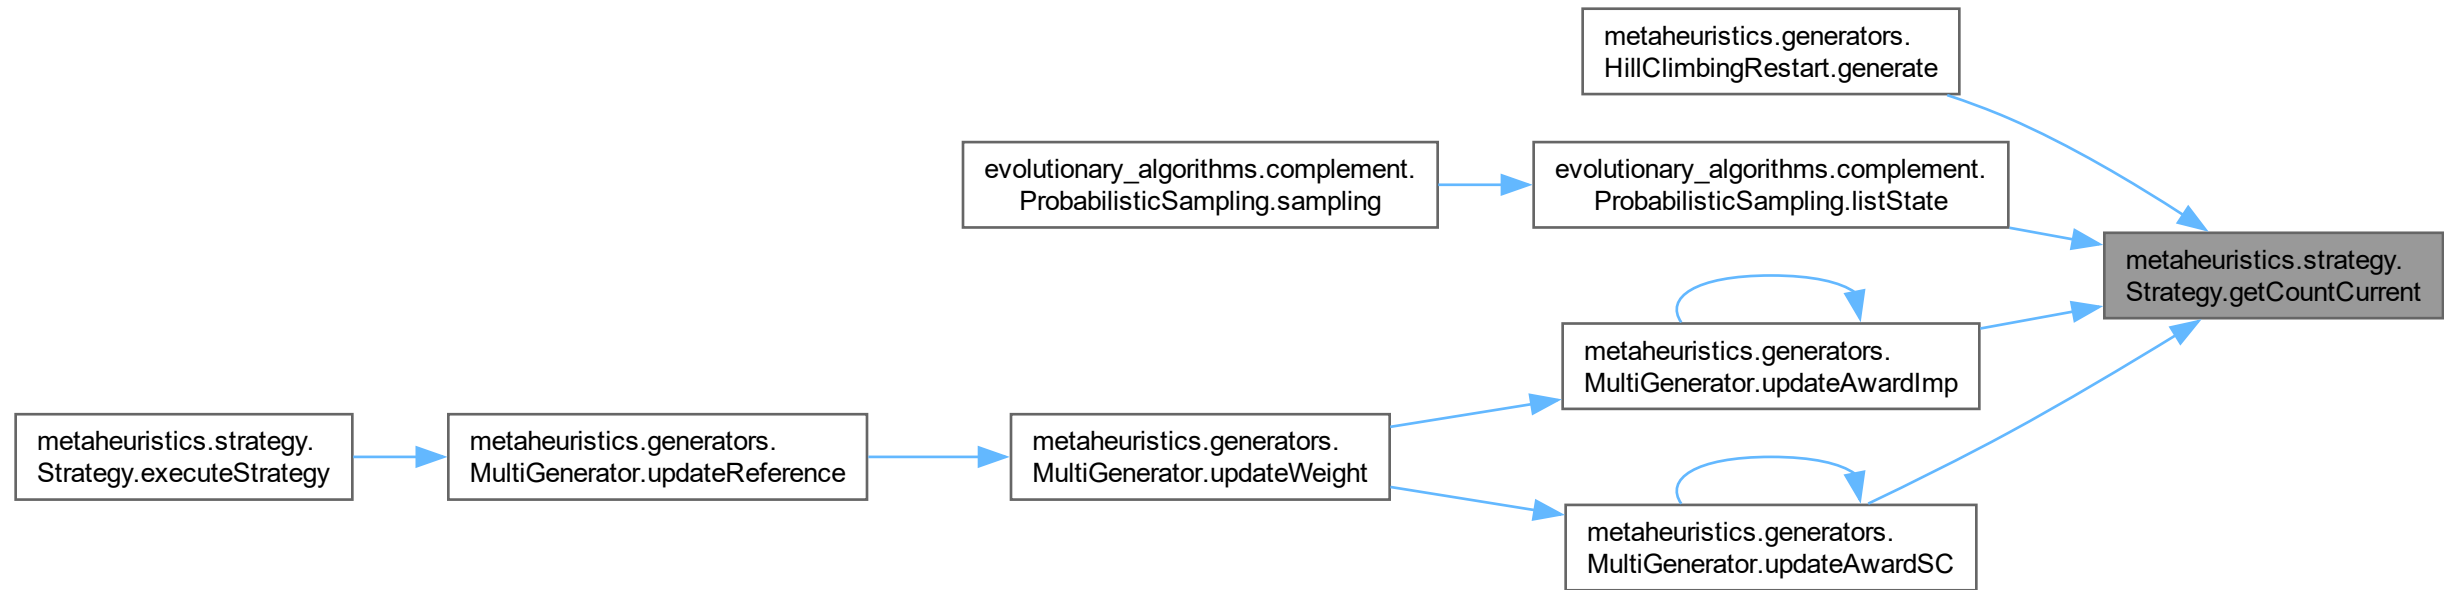 metaheuristics.generators.
HillClimbingRestart.generate
evolutionary_algorithms.complement.
ProbabilisticSampling.sampling
evolutionary_algorithms.complement.
ProbabilisticSampling.listState
metaheuristics.strategy.
Strategy.getCountCurrent
metaheuristics.generators.
MultiGenerator.updateAwardImp
metaheuristics.strategy.
Strategy.executeStrategy
metaheuristics.generators.
MultiGenerator.updateReference
metaheuristics.generators.
MultiGenerator.updateWeight
metaheuristics.generators.
MultiGenerator.updateAwardSC